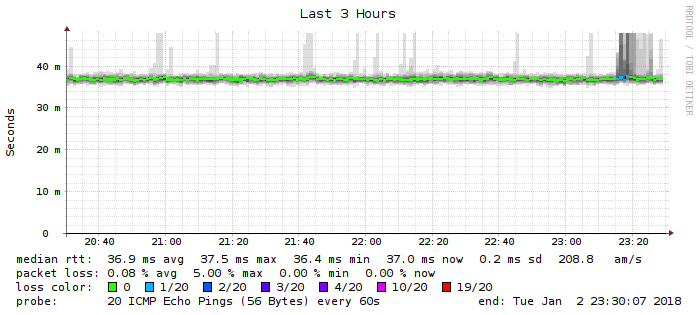 Last 3 Hours
RRDTOOL / TOBI OETIKER
Seconds
40 m
30 m
20 m
10 m
0
20:40 21:00 21:20 21:40 22:00 22:20 22:40 23:00 23:20
median rtt: 36.9 ms avg 37.5 ms max 36.4 ms min 37.0 ms now 0.2 ms sd 208.8 am/s
packet loss: 0.08 % avg 5.00 % max 0.00 % min 0.00 % now
loss color: 0 1/20 2/20 3/20 4/20 10/20 19/20
probe: 20 ICMP Echo Pings (56 Bytes) every 60s end: Tue Jan 2 23:30:07 2018